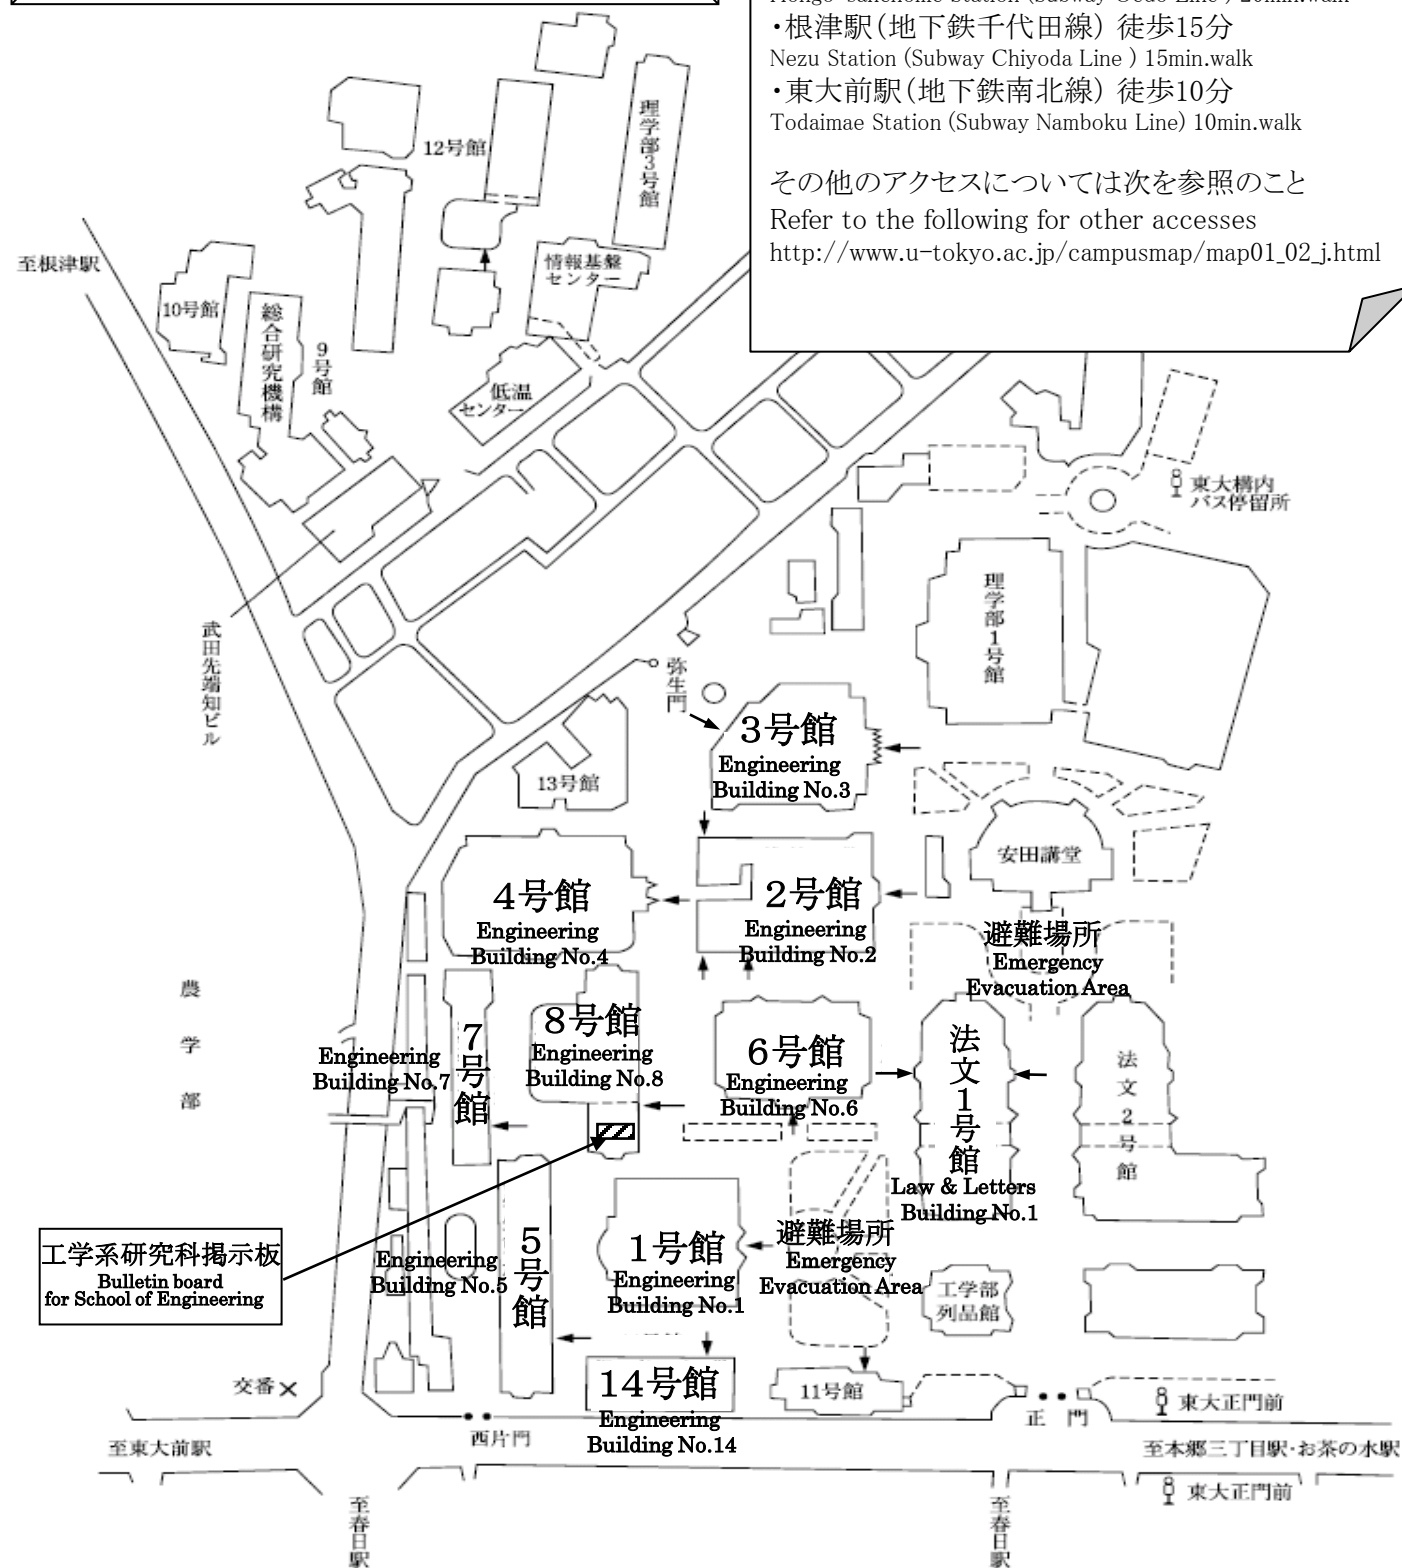 ・根津駅（地下鉄千代田線） 徒歩15分
Nezu Station (Subway Chiyoda Line ) 15min.walk
・東大前駅（地下鉄南北線） 徒歩10分
Todaimae Station (Subway Namboku Line) 10min.walk
その他のアクセスについては次を参照のこと
Refer to the following for other accesses
http://www.u-tokyo.ac.jp/campusmap/map01_02_j.html
理学部3号館
12号館
至根津駅
情報基盤
センター
10号館
総合研究機構
9号館
低温
センター
東大構内
バス停留所
理学部1号館
武田先端知ビル
弥生門
3号館
Engineering
Building No.3
13号館
安田講堂
4号館
Engineering
Building No.4
2号館
Engineering
Building No.2
避難場所
Emergency
Evacuation Area
農学部
7号館
Engineering
Building No.7
8号館
Engineering
Building No.8
6号館
Engineering
Building No.6
法文1号館
Law & Letters
Building No.1
法文2号館
工学系研究科掲示板
Bulletin board
for School of Engineering
5号館
Engineering
Building No.5
1号館
Engineering
Building No.1
避難場所
Emergency
Evacuation Area
工学部
列品館
14号館
Engineering
Building No.14
11号館
交番
西片門
正門
東大正門前
至東大前駅
至本郷三丁目駅・お茶の水駅
東大正門前
至春日駅
至春日駅